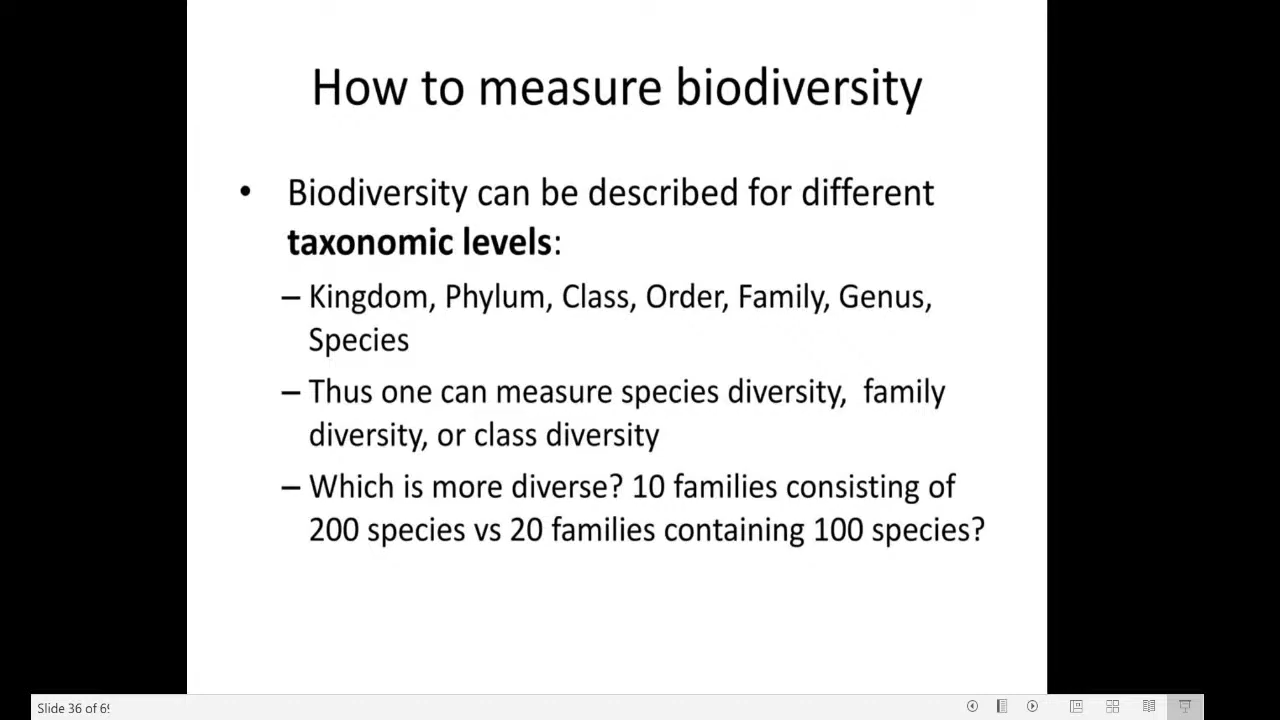 How to measure biodiversity
• Biodiversity can be described for different
taxonomic levels:
– Kingdom, Phylum, Class, Order, Family, Genus,
Species
– Thus one can measure species diversity,  family
diversity, or class diversity
– Which is more diverse? 10 families consisting of
200 species vs 20 families containing 100 species?
Slide 36 of